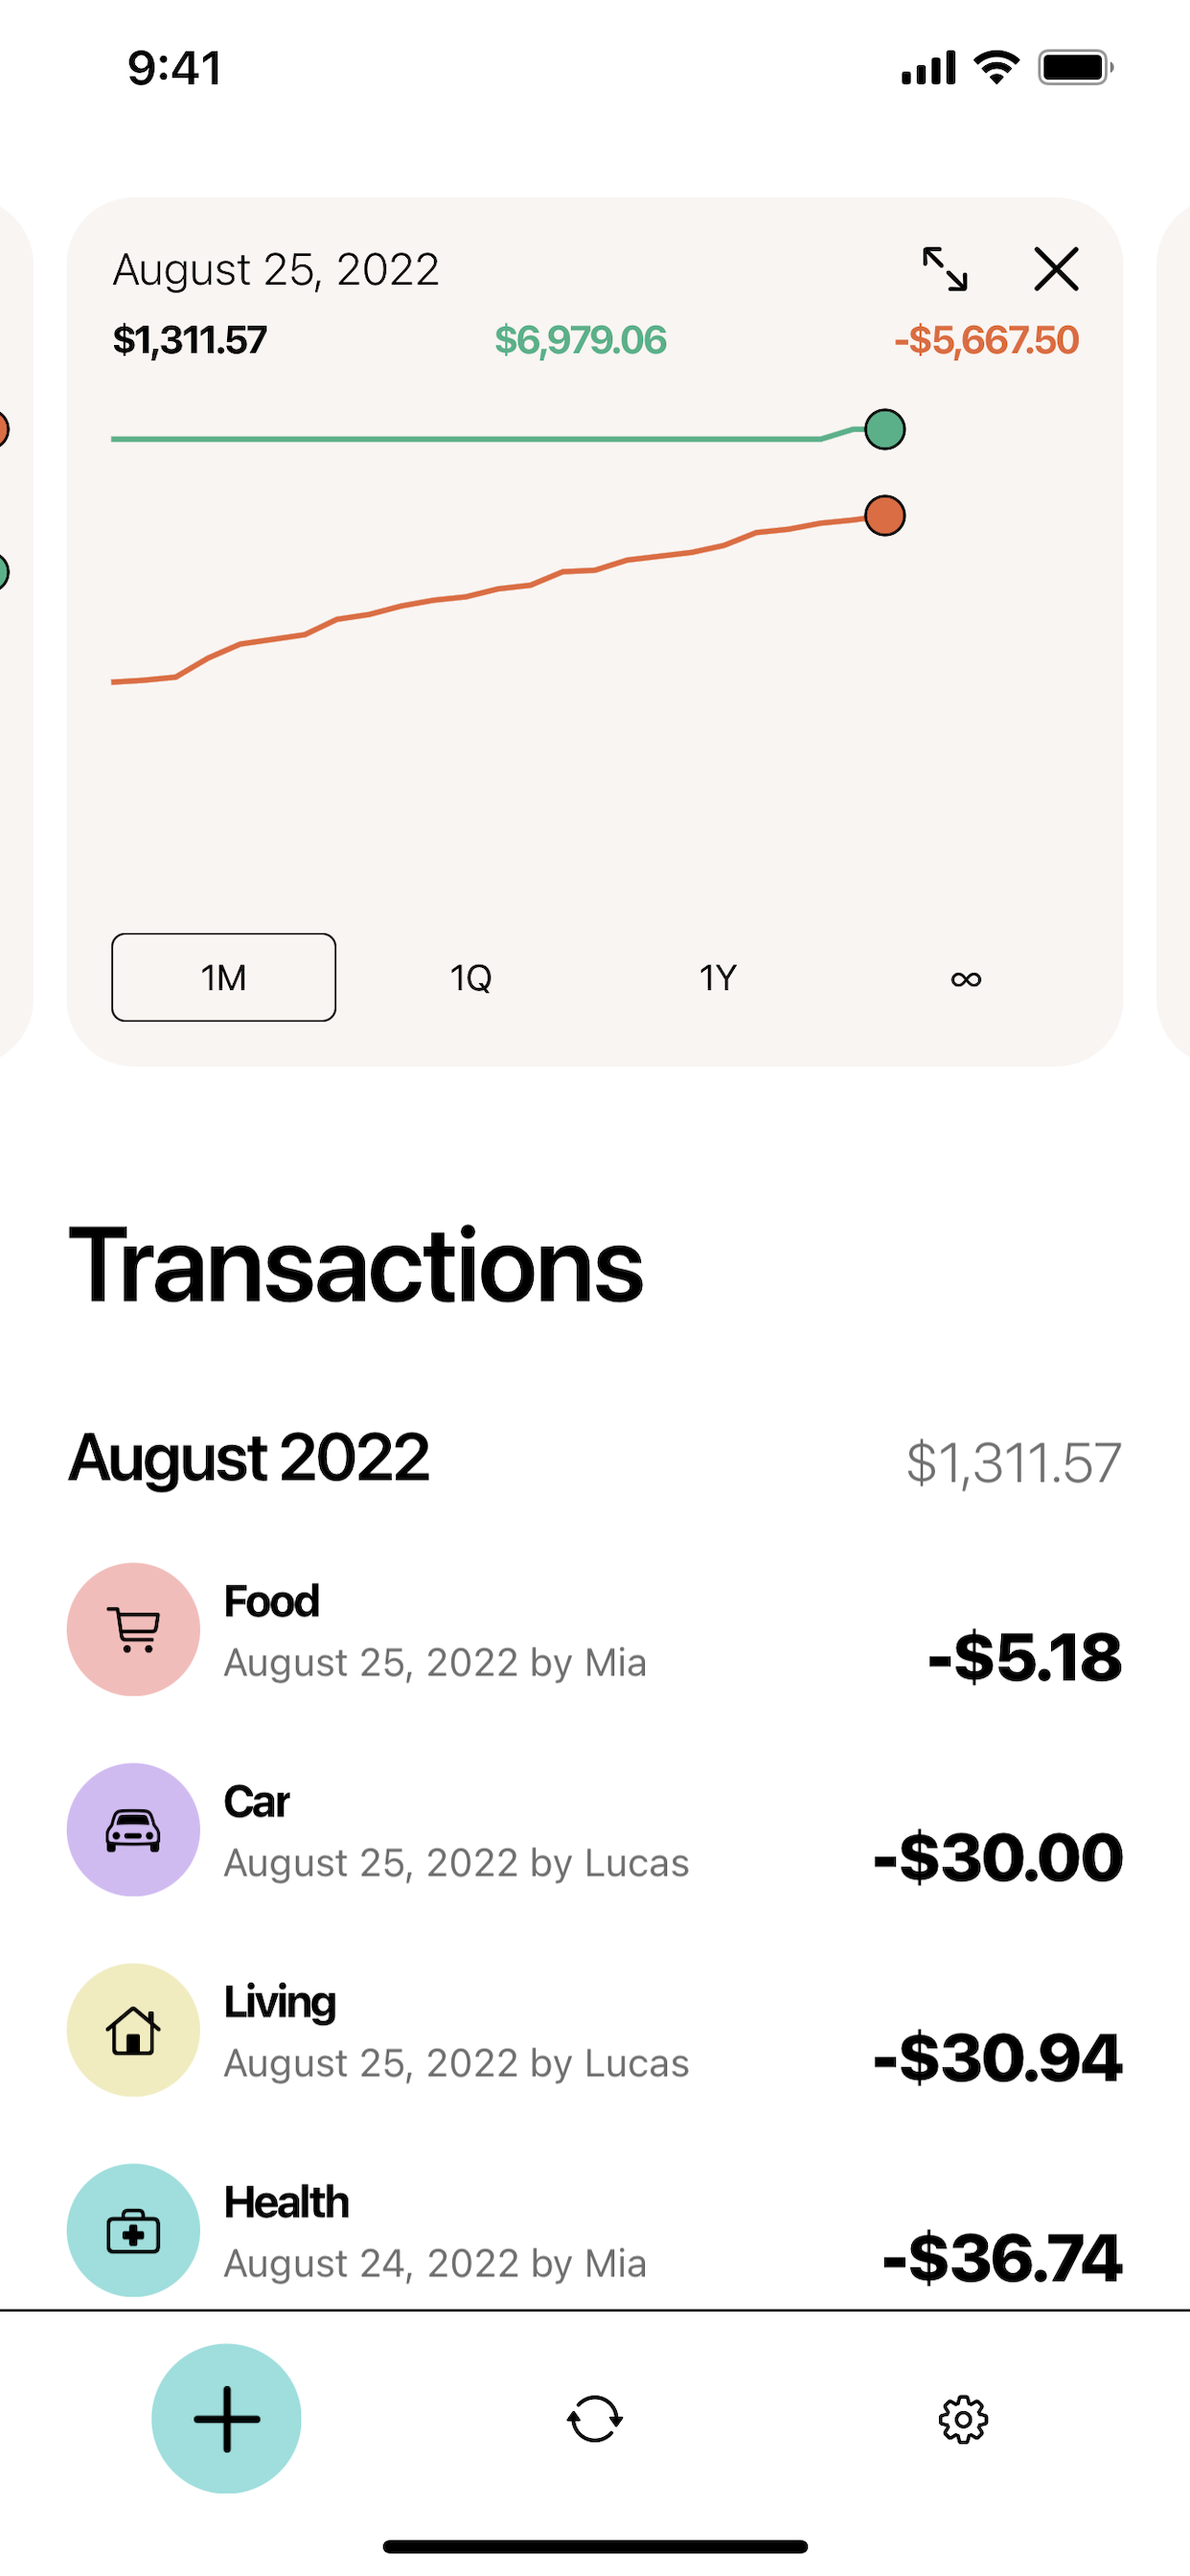 9:41
August 25, 2022
$1,311.57 $6,979.06 -$5,667.50
1M 1Q 1Y ∞
Transactions
August 2022 $1,311.57
Food
August 25, 2022 by Mia
-$5.18
Car
August 25, 2022 by Lucas
-$30.00
Living
August 25, 2022 by Lucas
-$30.94
Health
August 24, 2022 by Mia
-$36.74